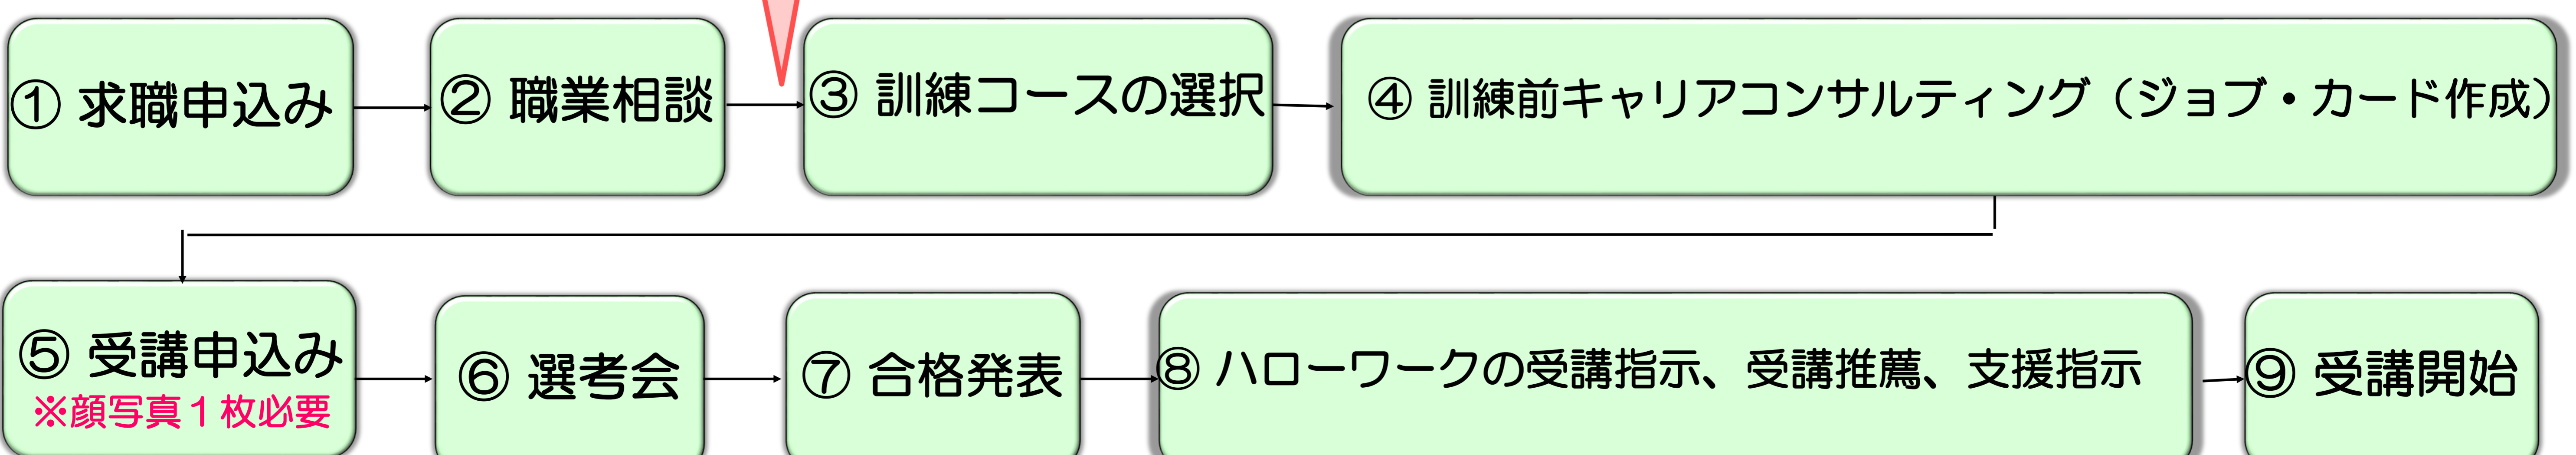 ① 求職申込み
② 職業相談
③ 訓練コースの選択
④ 訓練前キャリアコンサルティング（ジョブ・カード作成）
⑤ 受講申込み
※顔写真１枚必要
⑥ 選考会
⑦ 合格発表
⑧ ハローワークの受講指示、受講推薦、支援指示
⑨ 受講開始